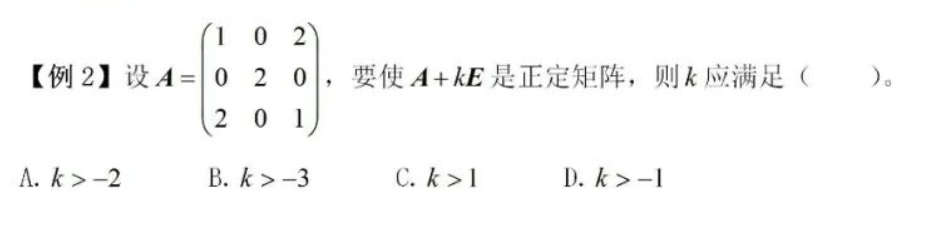 【例2】设 A = (1 0 2
0 2 0
2 0 1), 要使 A + kE 是正定矩阵，则 k 应满足（　　）。
A. k > -2　B. k > -3　C. k > 1　D. k > -1